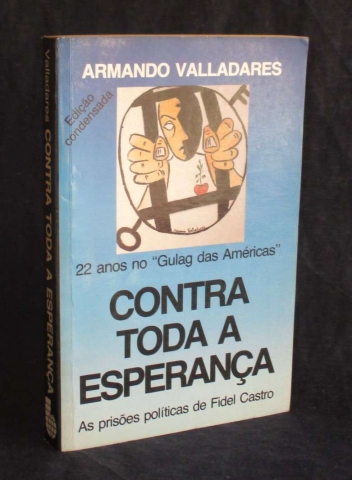 ARMANDO VALLADARES
Edição
condensada
22 anos no "Gulag das Américas"
CONTRA
TODA A
ESPERANÇA
As prisões políticas de Fidel Castro
Valladares CONTRA TODA A ESPERANÇA